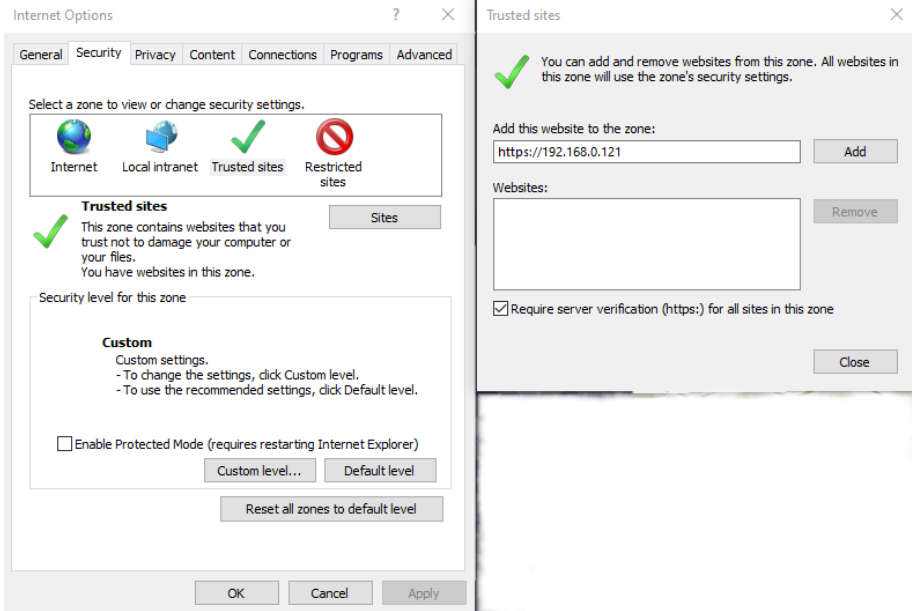 Internet Options
?
General Security Privacy Content Connections Programs Advanced
Select a zone to view or change security settings.
Internet
Local intranet
Trusted sites
Restricted
sites
Trusted sites
This zone contains websites that you
trust not to damage your computer or
your files.
You have websites in this zone.
Sites
Security level for this zone
Custom
Custom settings.
- To change the settings, click Custom level.
- To use the recommended settings, click Default level.
Enable Protected Mode (requires restarting Internet Explorer)
Custom level...
Default level
Reset all zones to default level
OK
Cancel
Apply
Trusted sites
You can add and remove websites from this zone. All websites in
this zone will use the zone's security settings.
Add this website to the zone:
https://192.168.0.121
Add
Websites:
Remove
Require server verification (https:) for all sites in this zone
Close